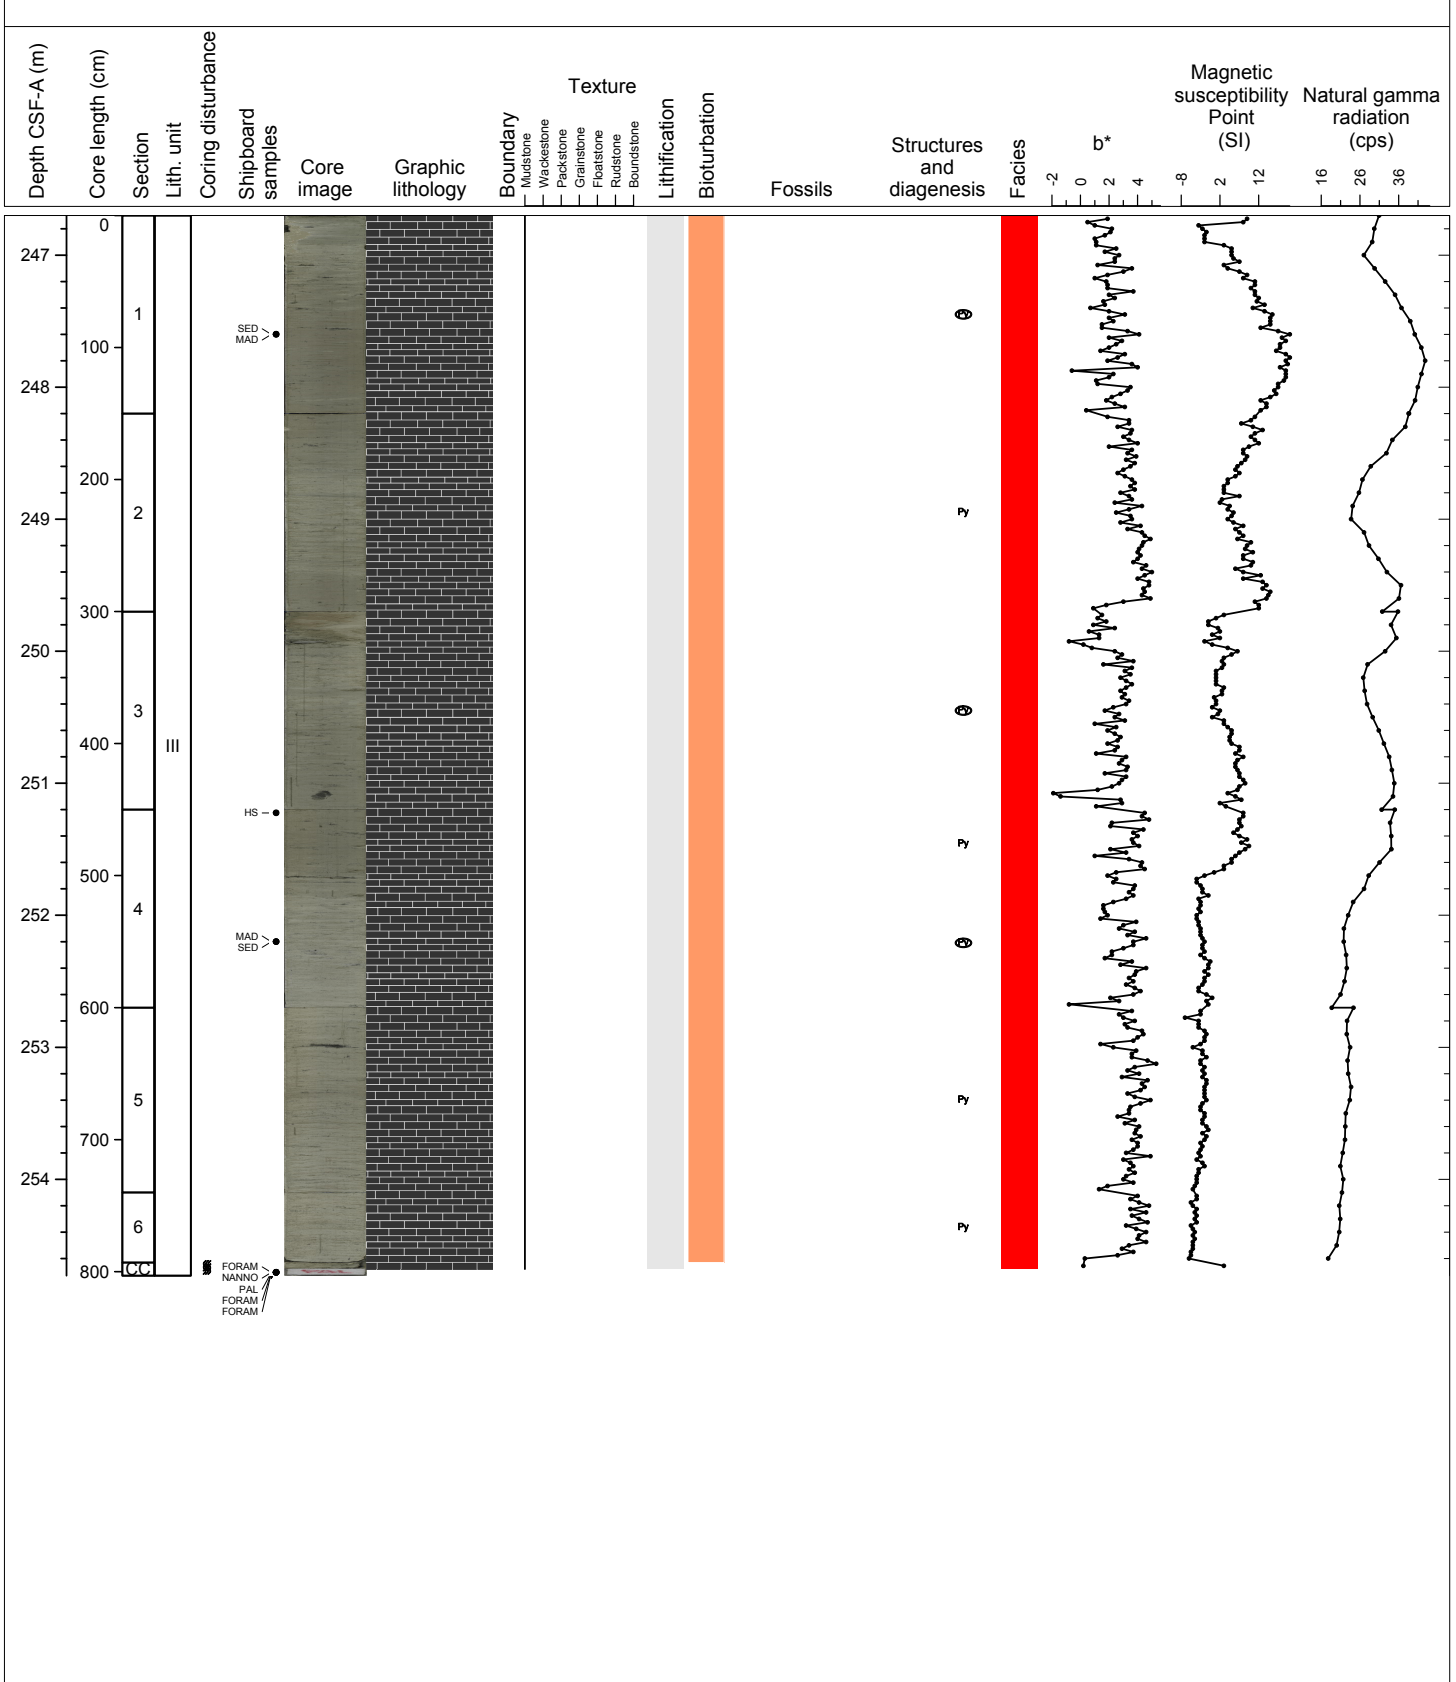 Depth CSF-A (m)
Core length (cm)
Section
Lith. unit
Coring disturbance
Shipboard samples
Core image
Graphic lithology
Boundary
Texture
Mudstone
Wackestone
Packstone
Grainstone
Floatstone
Rudstone
Boundstone
Lithification
Bioturbation
Fossils
Structures and diagenesis
Facies
b*
-2 0 2 4
Magnetic susceptibility Point (SI)
-8 2 12
Natural gamma radiation (cps)
16 26 36
0
247
1
Py
SED
MAD
100
248
200
2
Py
249
300
250
3
Py
400
III
251
HS
Py
500
4
252
MAD
SED
Py
600
253
5
Py
700
254
6
Py
CC
800
FORAM
NANNO
PAL
FORAM
FORAM